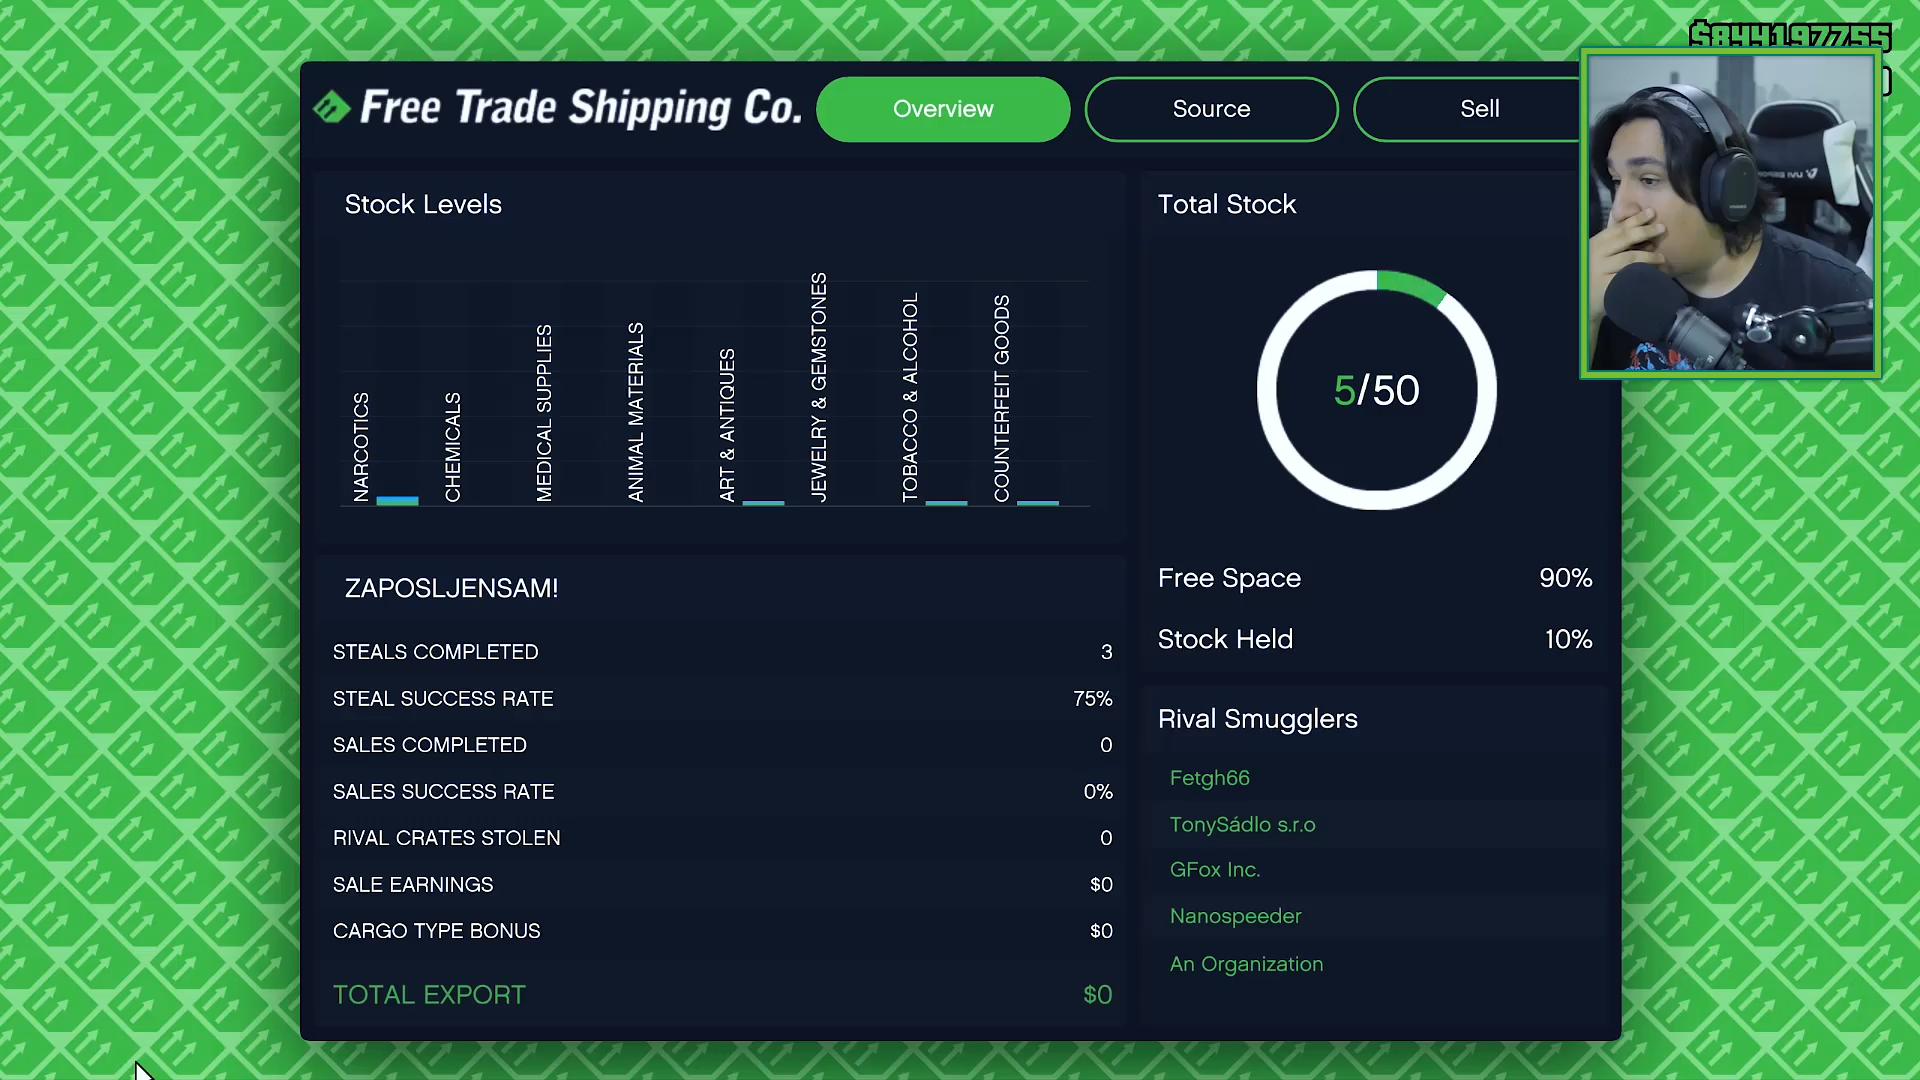 $844197755
Free Trade Shipping Co.
Overview
Source
Sell
Stock Levels
NARCOTICS
CHEMICALS
MEDICAL SUPPLIES
ANIMAL MATERIALS
ART & ANTIQUES
JEWELRY & GEMSTONES
TOBACCO & ALCOHOL
COUNTERFEIT GOODS
Total Stock
5/50
Free Space 90%
Stock Held 10%
ZAPOSLJENSAM!
STEALS COMPLETED 3
STEAL SUCCESS RATE 75%
SALES COMPLETED 0
SALES SUCCESS RATE 0%
RIVAL CRATES STOLEN 0
SALE EARNINGS $0
CARGO TYPE BONUS $0
TOTAL EXPORT $0
Rival Smugglers
Fetgh66
TonySádlo s.r.o
GFox Inc.
Nanospeeder
An Organization